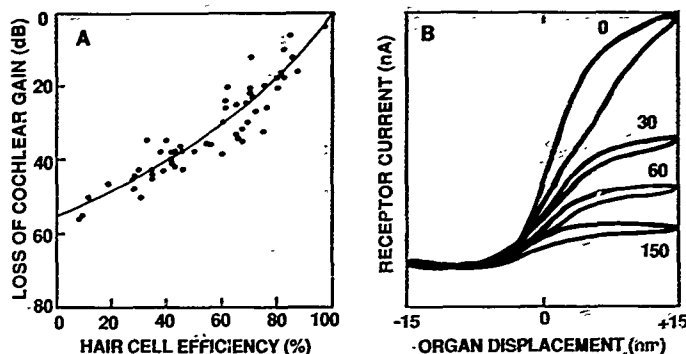 A
LOSS OF COCHLEAR GAIN (dB)
0
20
40
60
80
0 20 40 60 80 100
HAIR CELL EFFICIENCY (%)
B
RECEPTOR CURRENT (nA)
0
30
60
150
-15 0 +15
ORGAN DISPLACEMENT (nm)